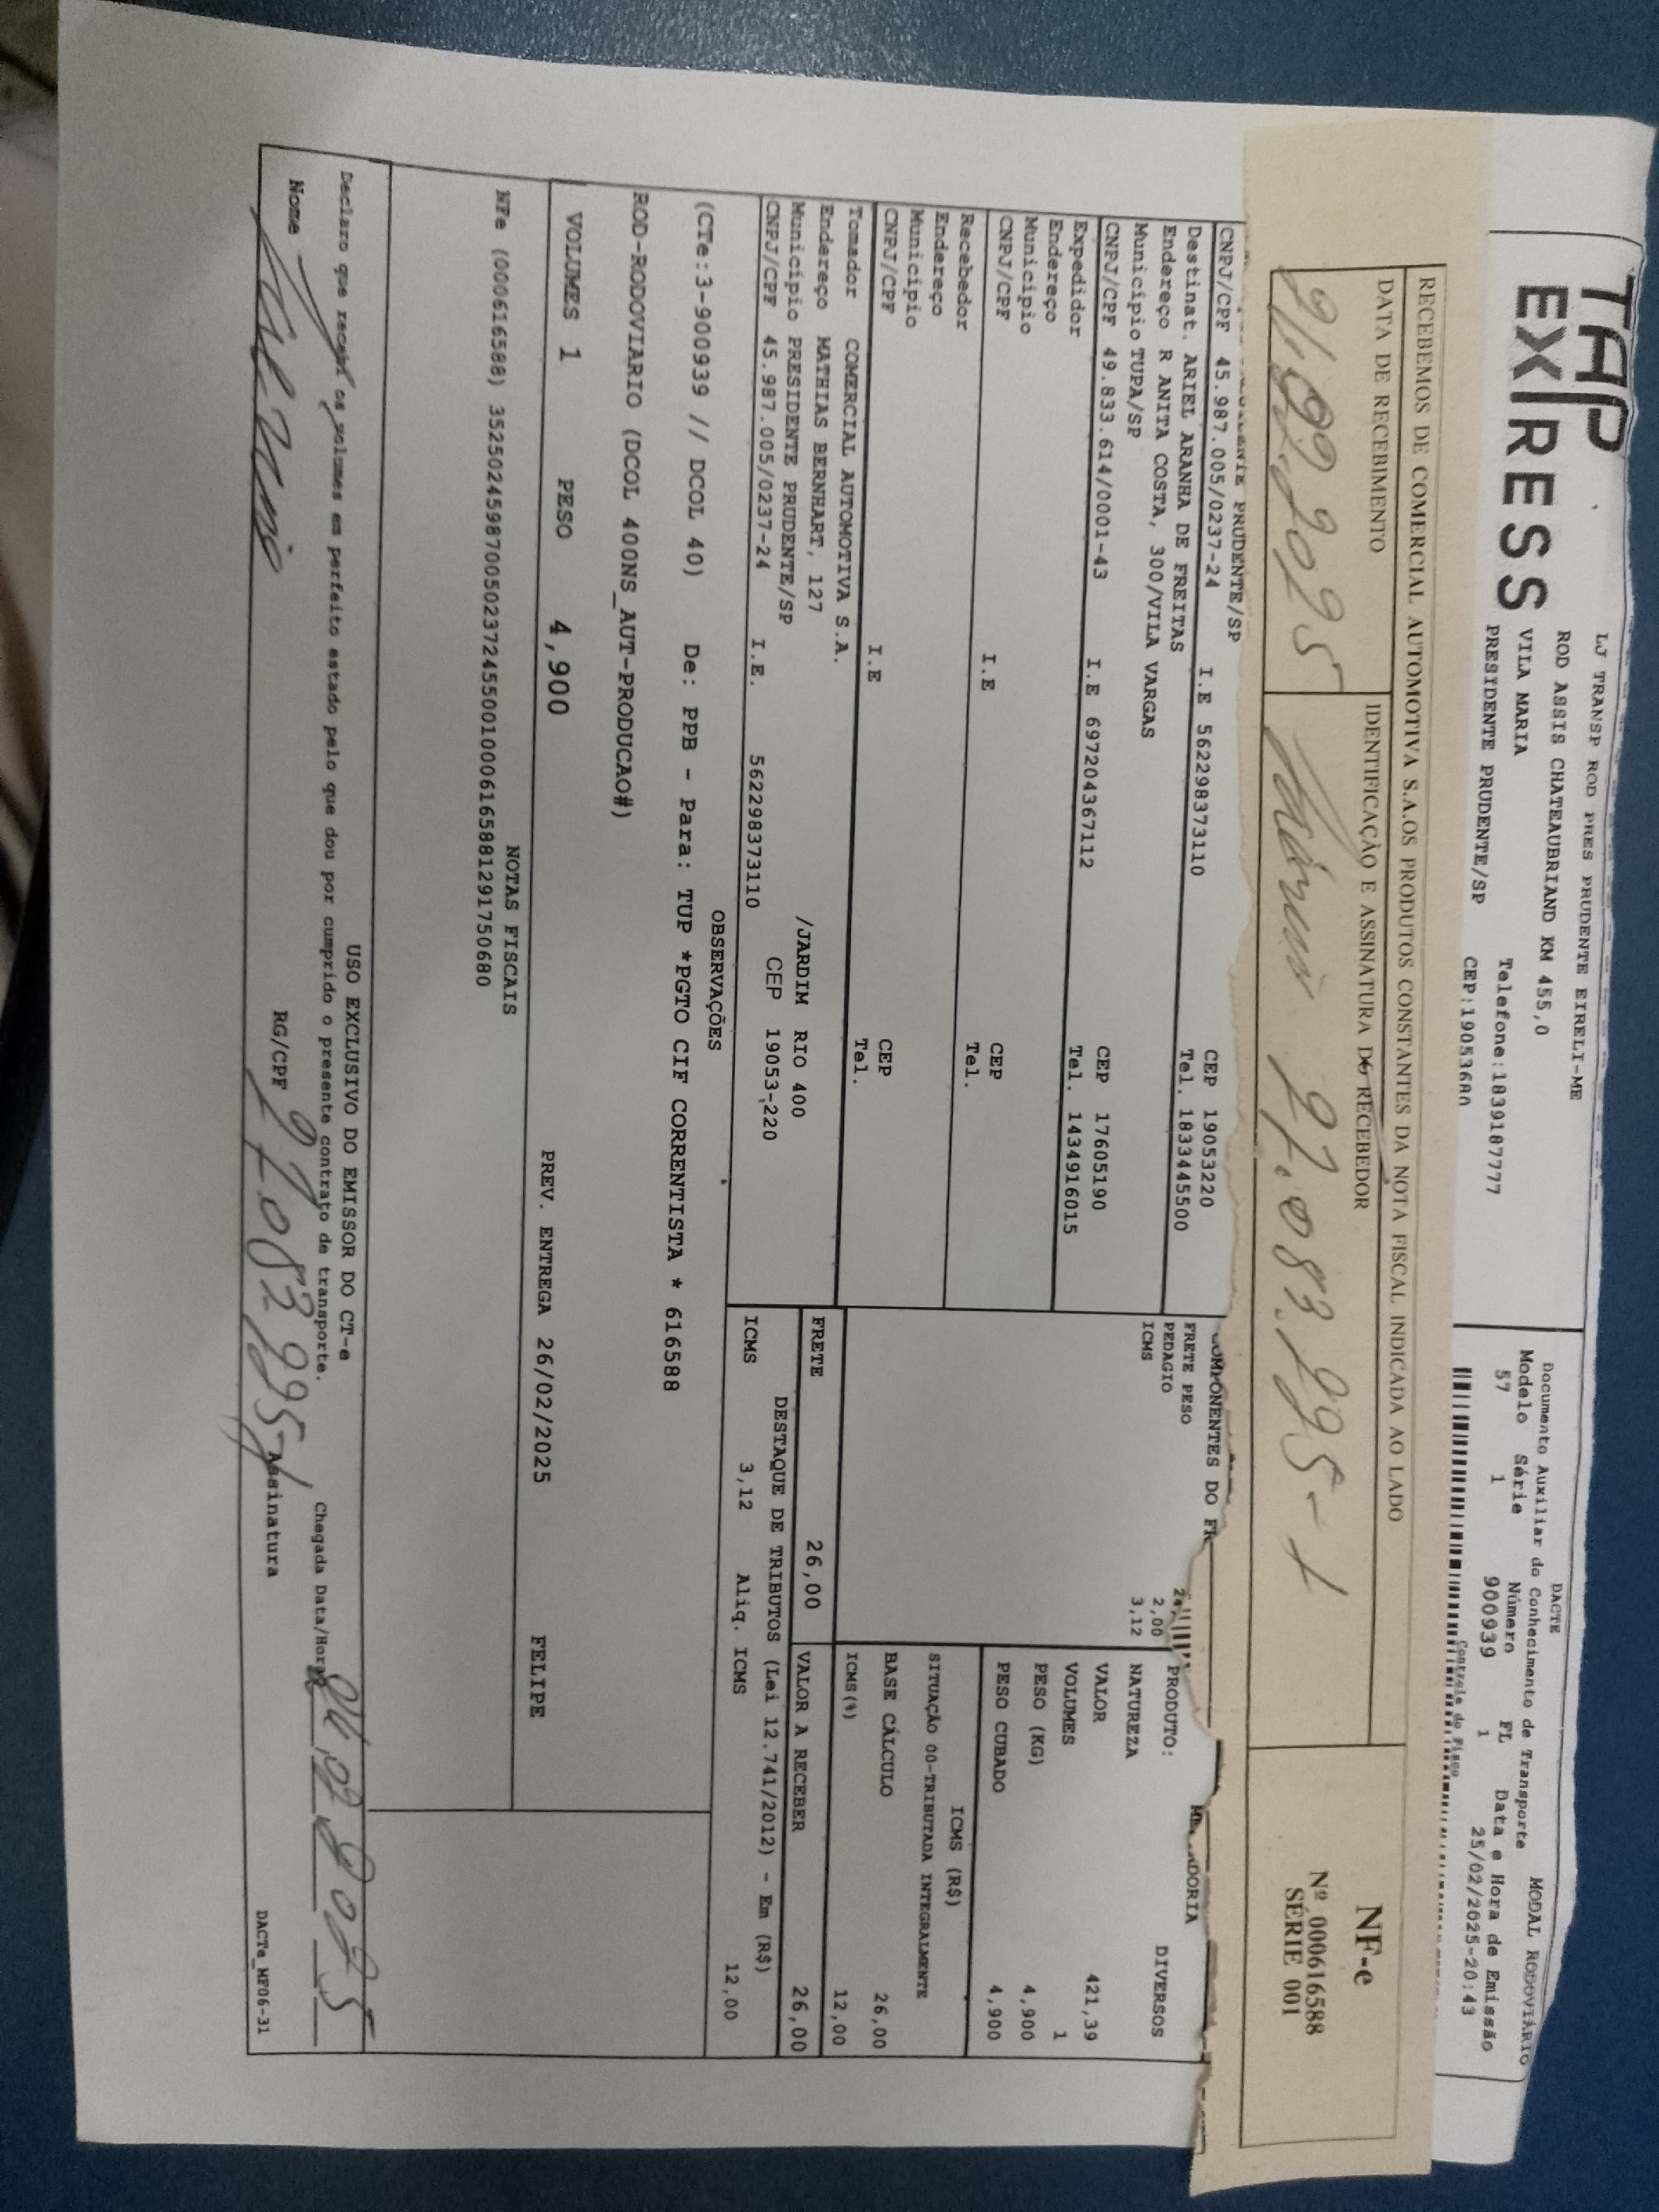 TAP
EXPRESS
LJ TRANSP ROD PRES PRUDENTE EIRELI-ME
ROD ASSIS CHATEAUBRIAND KM 455,0
VILA MARIA Telefone:1839187777
PRESIDENTE PRUDENTE/SP CEP:19053680
DACTE MODAL RODOVIÁRIO
Documento Auxiliar do Conhecimento de Transporte
Modelo Série Número FL Data e Hora de Emissão
57 1 900939 1 25/02/2025-20:43
Controle do Fisco
RECEBEMOS DE COMERCIAL AUTOMOTIVA S.A.OS PRODUTOS CONSTANTES DA NOTA FISCAL INDICADA AO LADO
DATA DE RECEBIMENTO IDENTIFICAÇÃO E ASSINATURA DO RECEBEDOR
NF-e
Nº 000616588
SÉRIE 001
PRUDENTE/SP
CNPJ/CPF 45.987.005/0237-24 I.E 562298373110 CEP 19053220
Tel. 1833445500
Destinat. ARIEL ARANHA DE FREITAS
Endereço R ANITA COSTA, 300/VILA VARGAS
Município TUPA/SP
CNPJ/CPF 49.833.614/0001-43 I.E 697204367112 CEP 17605190
Tel. 1434916015
Expedidor
Endereço
Município
CNPJ/CPF I.E CEP
Tel.
Recebedor
Endereço
Município
CNPJ/CPF I.E CEP
Tel.
Tomador COMERCIAL AUTOMOTIVA S.A.
Endereço MATHIAS BERNHART, 127 /JARDIM RIO 400
Município PRESIDENTE PRUDENTE/SP CEP 19053-220
CNPJ/CPF 45.987.005/0237-24 I.E. 562298373110
COMPONENTES DO
FRETE PESO
PEDAGIO 2,00
ICMS 3,12
PRODUTO: DIVERSOS
NATUREZA
VALOR 421,39
VOLUMES 1
PESO (KG) 4,900
PESO CUBADO 4,900
ICMS (R$)
SITUAÇÃO 00-TRIBUTADA INTEGRALMENTE
BASE CÁLCULO 26,00
ICMS(%) 12,00
FRETE 26,00 VALOR A RECEBER 26,00
DESTAQUE DE TRIBUTOS (Lei 12.741/2012) - Em (R$)
ICMS 3,12 Aliq. ICMS 12,00
OBSERVAÇÕES
(CTe:3-900939 // DCOL 40) De: PPB - Para: TUP *PGTO CIF CORRENTISTA * 616588
ROD-RODOVIARIO (DCOL 400NS_AUT-PRODUCAO#)
VOLUMES 1 PESO 4,900 PREV. ENTREGA 26/02/2025 FELIPE
NOTAS FISCAIS
NFe (000616588) 35250245987005023724550010006165881291750680
USO EXCLUSIVO DO EMISSOR DO CT-e
Declaro que recebi os volumes em perfeito estado pelo que dou por cumprido o presente contrato de transporte. Chegada Data/Hora
Nome RG/CPF Assinatura
DACTe_MF06-31